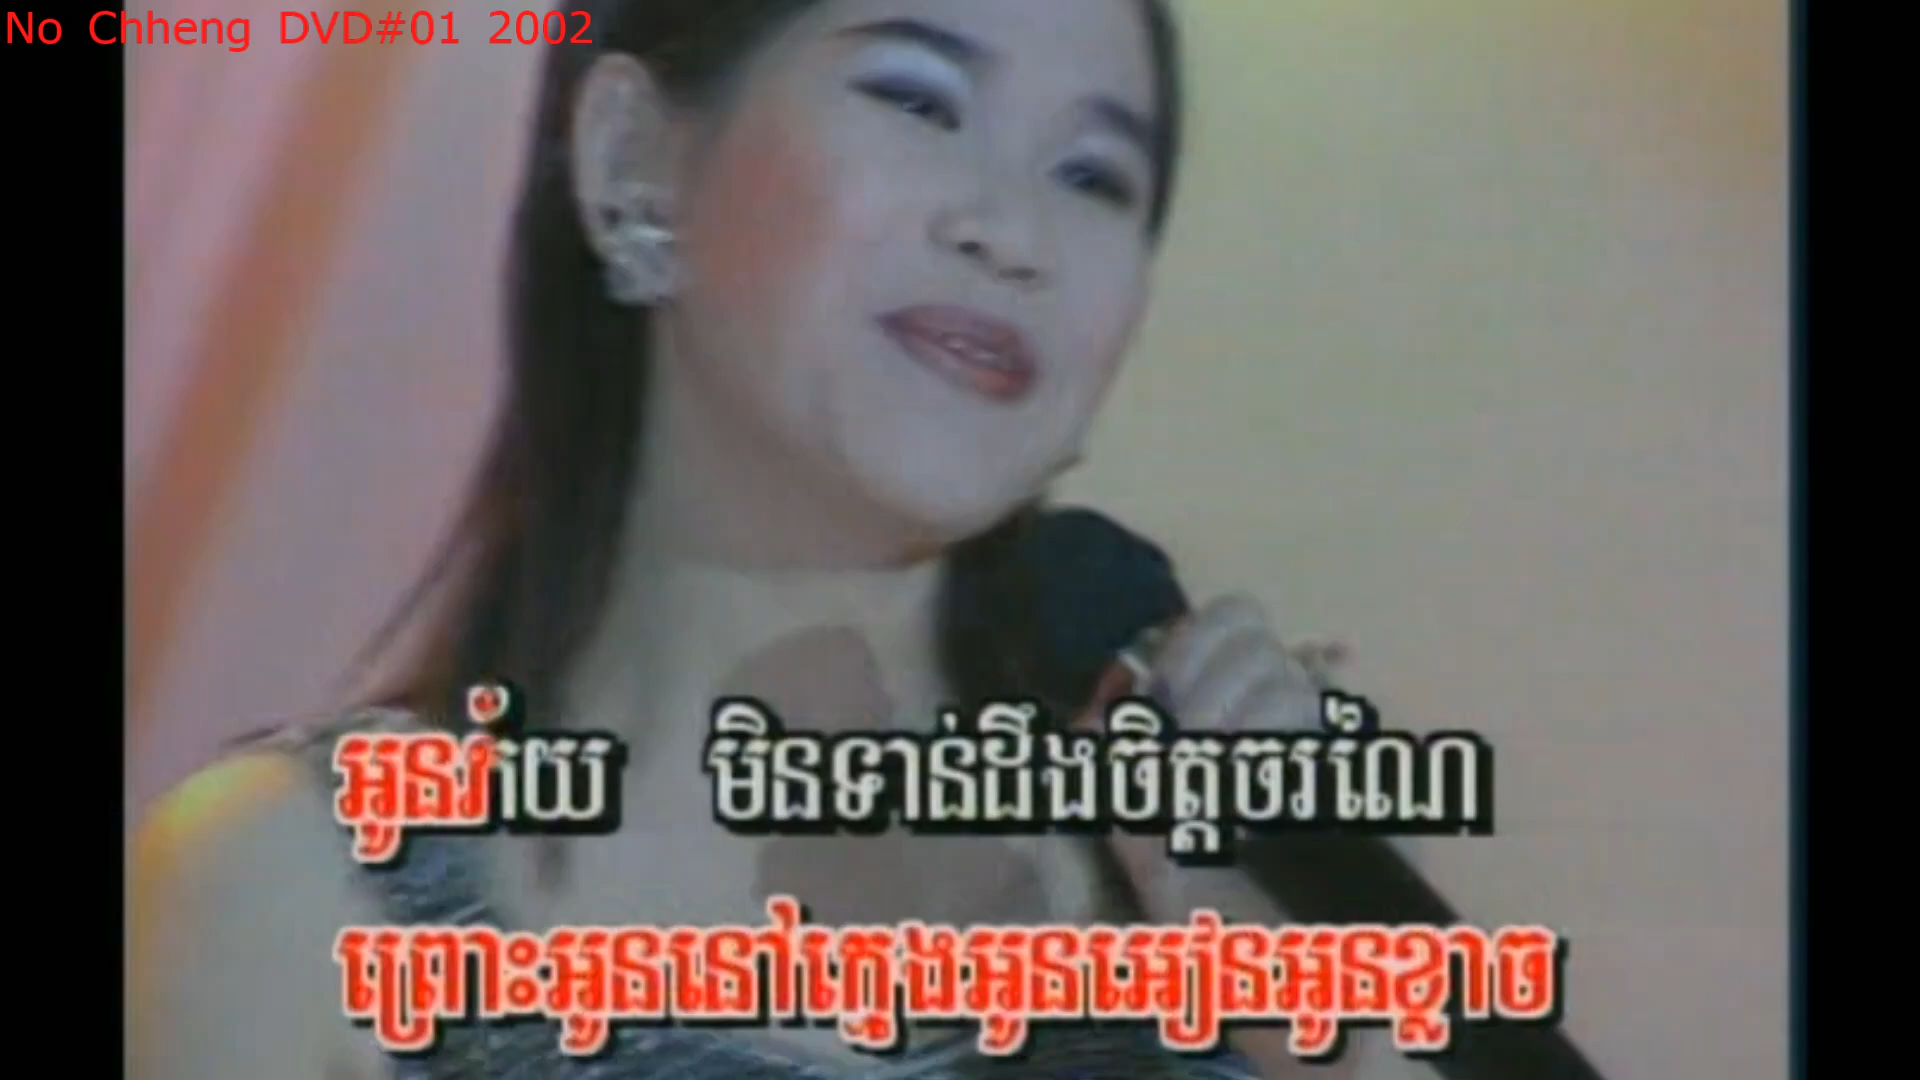 No Chheng DVD#01 2002
អូនរាំយ មិនទាន់ដឹងចិត្តចរណៃ
ព្រោះអូននៅក្មេងអូនអៀនអូនខ្លាច